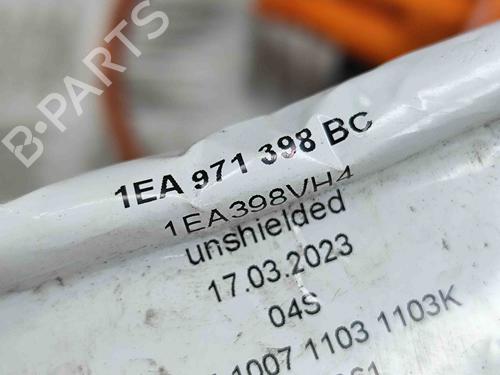 B-PARTS
1EA 971 398 BC
1EA398VH4
unshielded
17.03.2023
04S
1007 1103 1103K